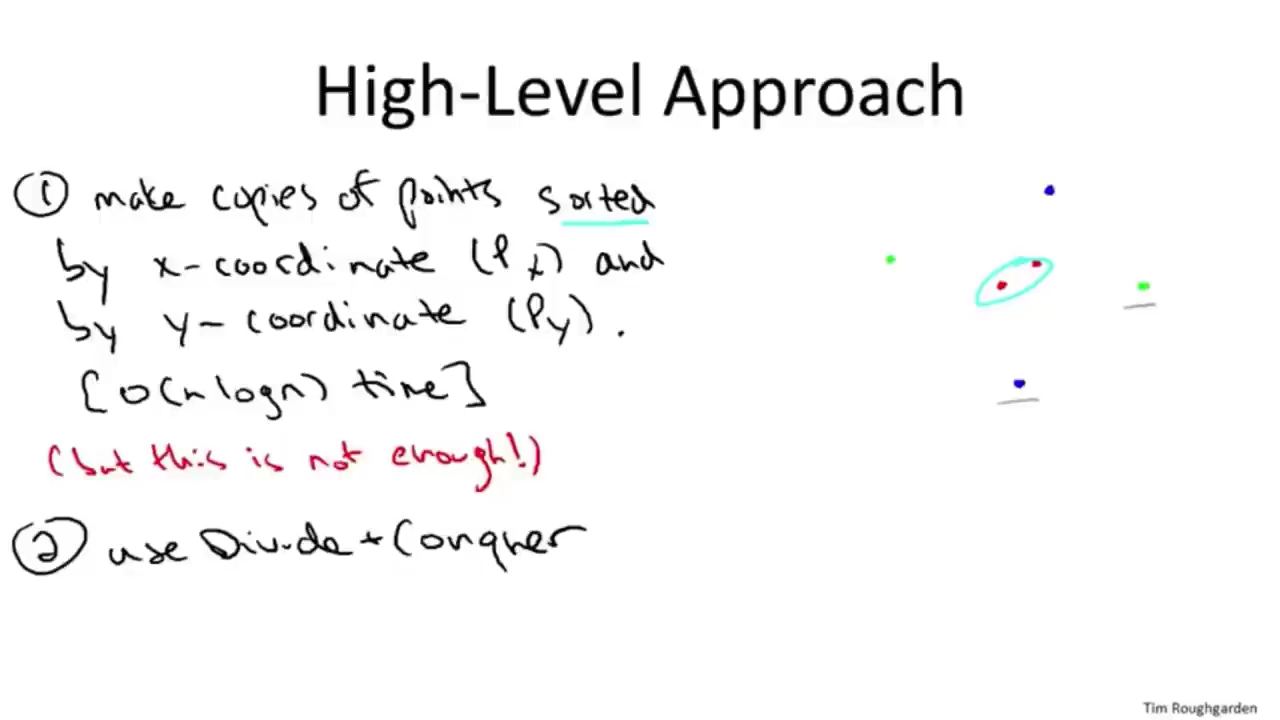 High-Level Approach
① make copies of points sorted
by x-coordinate (Px) and
by y-coordinate (Py).
[O(n logn) time]
(but this is not enough!)
② use Divide + Conquer
Tim Roughgarden